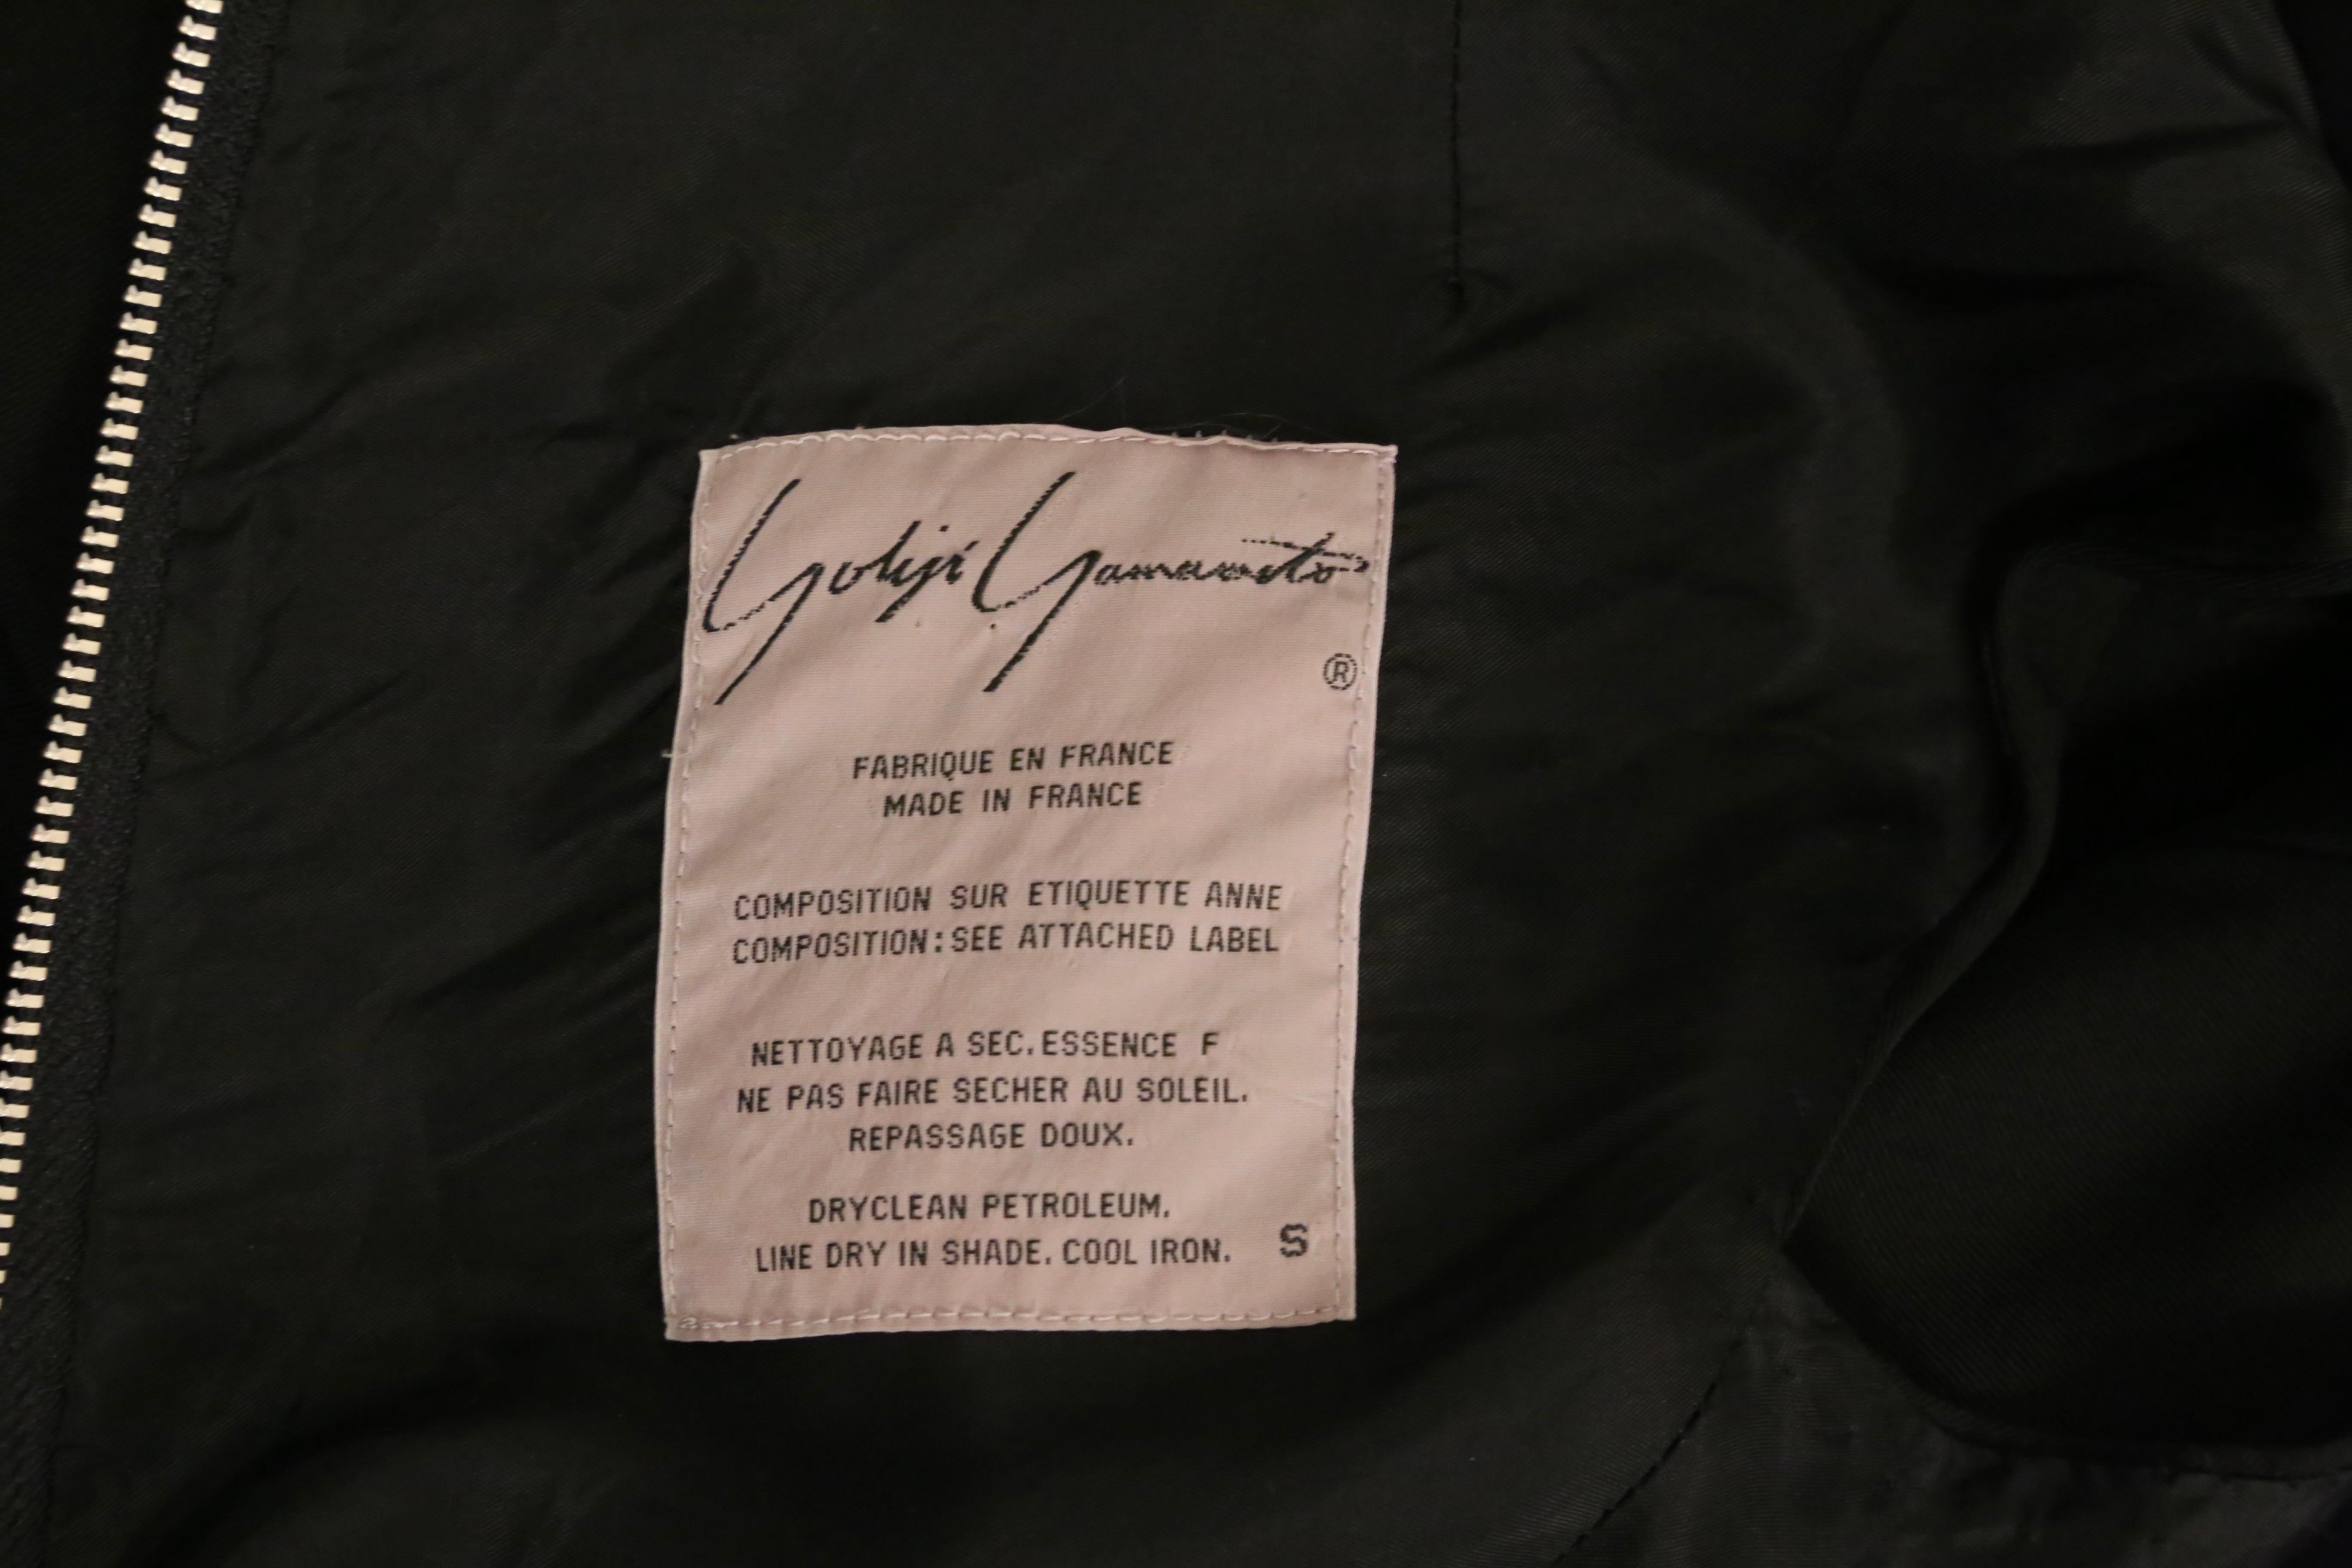 Yohji Yamamoto
®
FABRIQUE EN FRANCE
MADE IN FRANCE
COMPOSITION SUR ETIQUETTE ANNE
COMPOSITION: SEE ATTACHED LABEL
NETTOYAGE A SEC. ESSENCE F
NE PAS FAIRE SECHER AU SOLEIL.
REPASSAGE DOUX.
DRYCLEAN PETROLEUM.
LINE DRY IN SHADE. COOL IRON. S